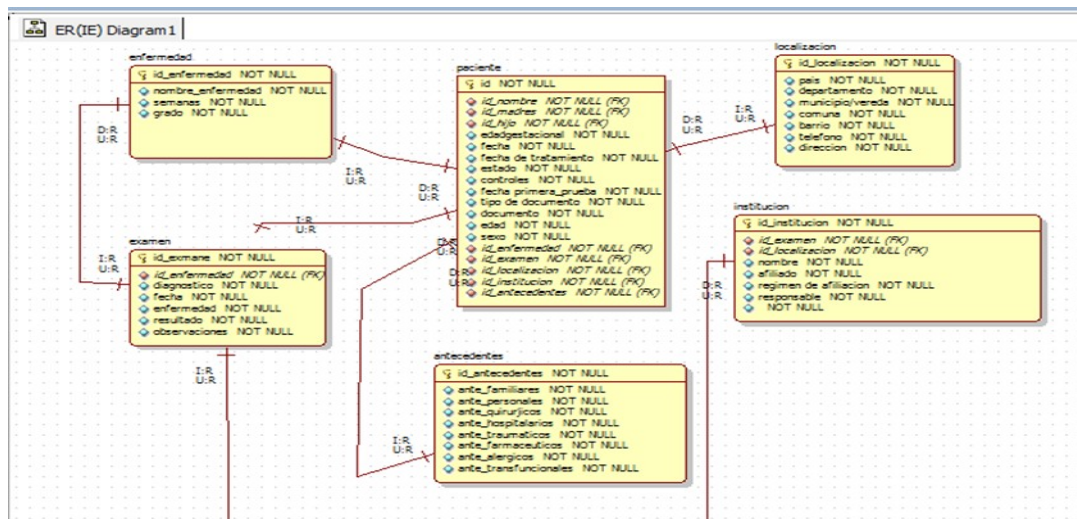 ER(IE) Diagram1
enfermedad
id_enfermedad NOT NULL
nombre_enfermedad NOT NULL
semanas NOT NULL
grado NOT NULL
D:R
U:R
I:R
U:R
paciente
id NOT NULL
id_nombre NOT NULL (FK)
id_madres NOT NULL (FK)
id_hijo NOT NULL (FK)
edadgestacional NOT NULL
fecha NOT NULL
fecha de tratamiento NOT NULL
estado NOT NULL
controles NOT NULL
fecha primera_prueba NOT NULL
tipo de documento NOT NULL
documento NOT NULL
edad NOT NULL
sexo NOT NULL
id_enfermedad NOT NULL (FK)
id_examen NOT NULL (FK)
id_localizacion NOT NULL (FK)
id_institucion NOT NULL (FK)
id_antecedentes NOT NULL (FK)
D:R
U:R
I:R
U:R
localizacion
id_localizacion NOT NULL
pais NOT NULL
departamento NOT NULL
municipio/vereda NOT NULL
comuna NOT NULL
barrio NOT NULL
telefono NOT NULL
direccion NOT NULL
D:R
U:R
I:R
U:R
D:R
U:R
D:R
U:R
examen
id_exmane NOT NULL
id_enfermedad NOT NULL (FK)
diagnostico NOT NULL
fecha NOT NULL
enfermedad NOT NULL
resultado NOT NULL
observaciones NOT NULL
I:R
U:R
I:R
U:R
institucion
id_institucion NOT NULL
id_examen NOT NULL (FK)
id_localizacion NOT NULL (FK)
nombre NOT NULL
afiliado NOT NULL
regimen de afiliacion NOT NULL
responsable NOT NULL
NOT NULL
D:R
U:R
antecedentes
id_antecedentes NOT NULL
ante_familiares NOT NULL
ante_personales NOT NULL
ante_quirurjicos NOT NULL
ante_hospitalarios NOT NULL
ante_traumaticos NOT NULL
ante_farmaceuticos NOT NULL
ante_alergicos NOT NULL
ante_transfuncionales NOT NULL
I:R
U:R